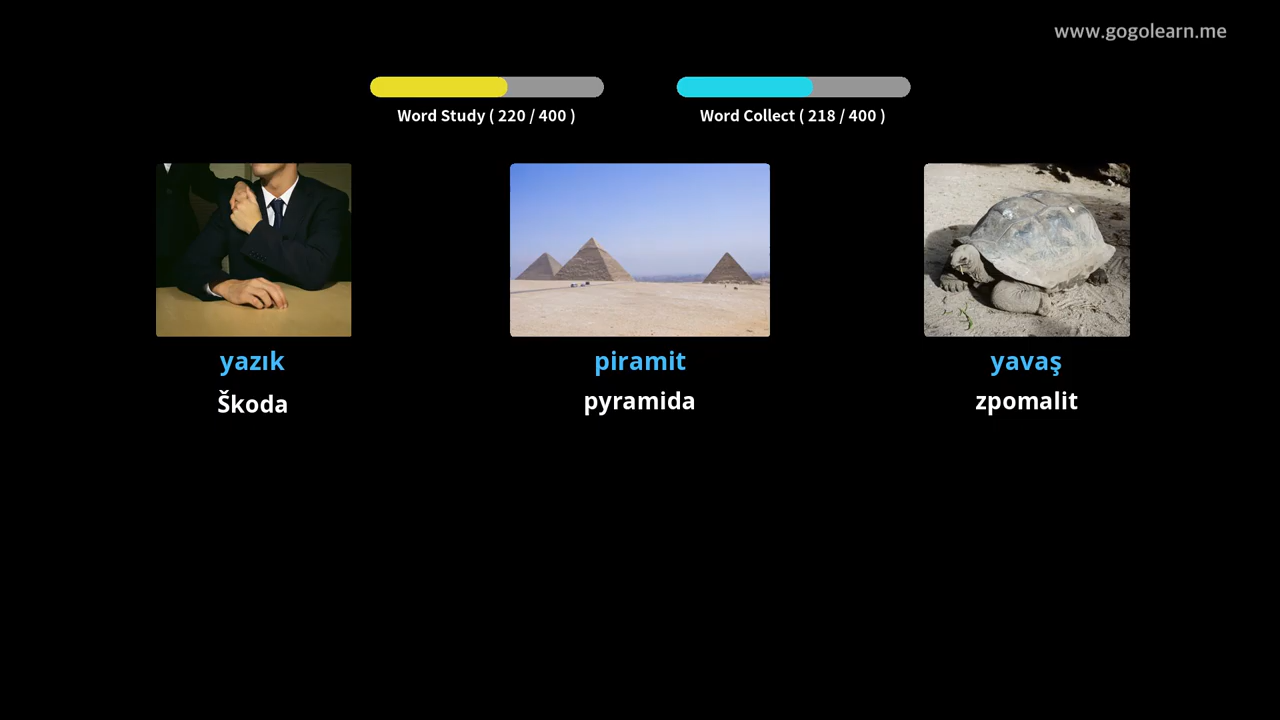 www.gogolearn.me
Word Study ( 220 / 400 )
Word Collect ( 218 / 400 )
yazık
piramit
yavaş
Škoda
pyramida
zpomalit